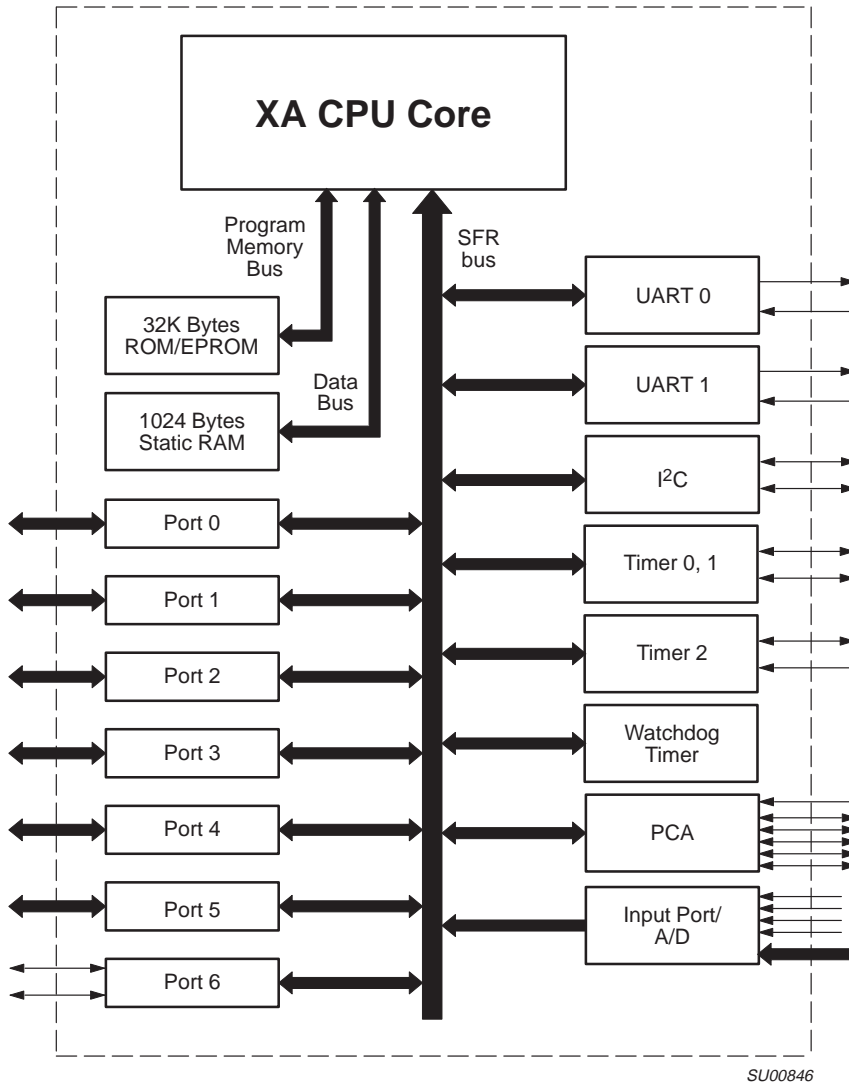 XA CPU Core
Program
Memory
Bus
SFR
bus
32K Bytes
ROM/EPROM
Data
Bus
1024 Bytes
Static RAM
Port 0
Port 1
Port 2
Port 3
Port 4
Port 5
Port 6
UART 0
UART 1
I²C
Timer 0, 1
Timer 2
Watchdog
Timer
PCA
Input Port/
A/D
SU00846